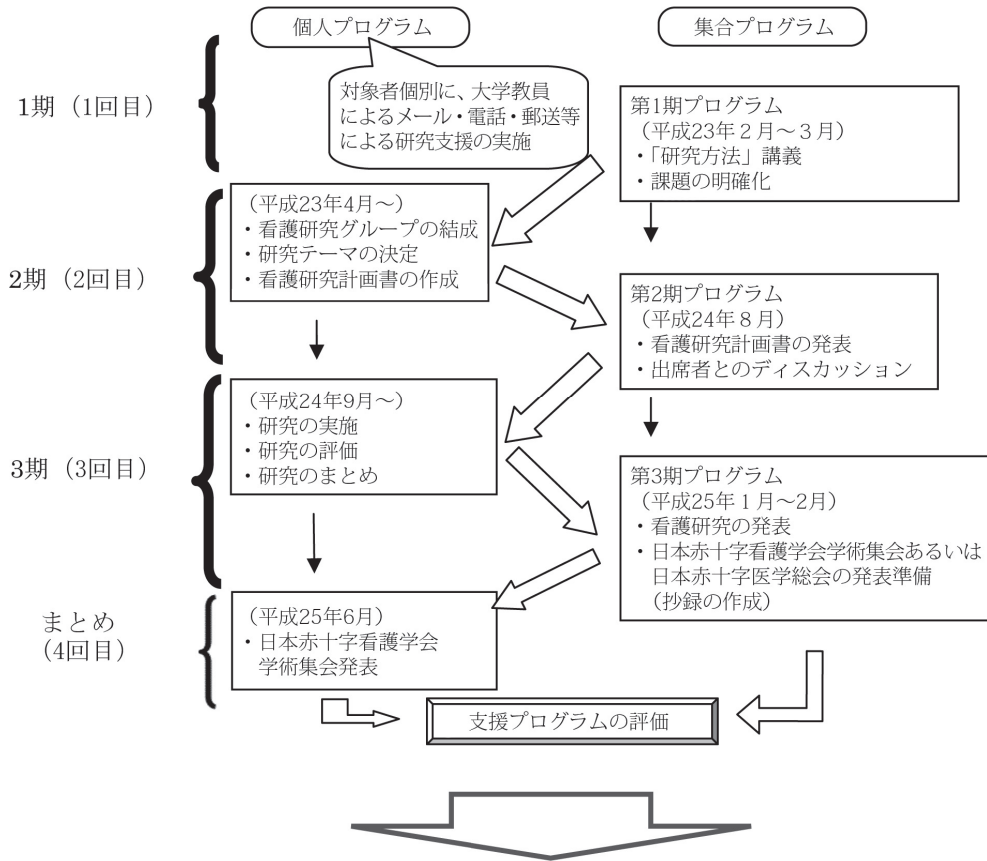 個人プログラム
集合プログラム
1期（1回目）
対象者個別に、大学教員
によるメール・電話・郵送等
による研究支援の実施
第1期プログラム
（平成23年２月～３月）
・「研究方法」講義
・課題の明確化
2期（2回目）
（平成23年4月～）
・看護研究グループの結成
・研究テーマの決定
・看護研究計画書の作成
第2期プログラム
（平成24年８月）
・看護研究計画書の発表
・出席者とのディスカッション
3期（3回目）
（平成24年9月～）
・研究の実施
・研究の評価
・研究のまとめ
第3期プログラム
（平成25年１月～2月）
・看護研究の発表
・日本赤十字看護学会学術集会あるいは
日本赤十字医学総会の発表準備
（抄録の作成）
まとめ
（4回目）
（平成25年6月）
・日本赤十字看護学会
学術集会発表
支援プログラムの評価